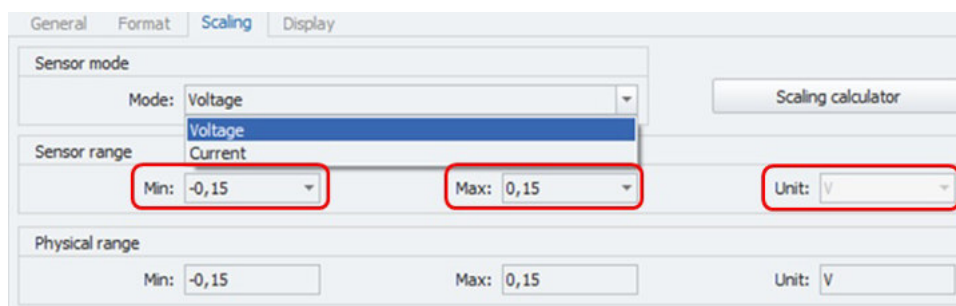 General Format Scaling Display
Sensor mode
Mode: Voltage Scaling calculator
Voltage
Current
Sensor range
Min: -0,15 Max: 0,15 Unit: V
Physical range
Min: -0,15 Max: 0,15 Unit: V